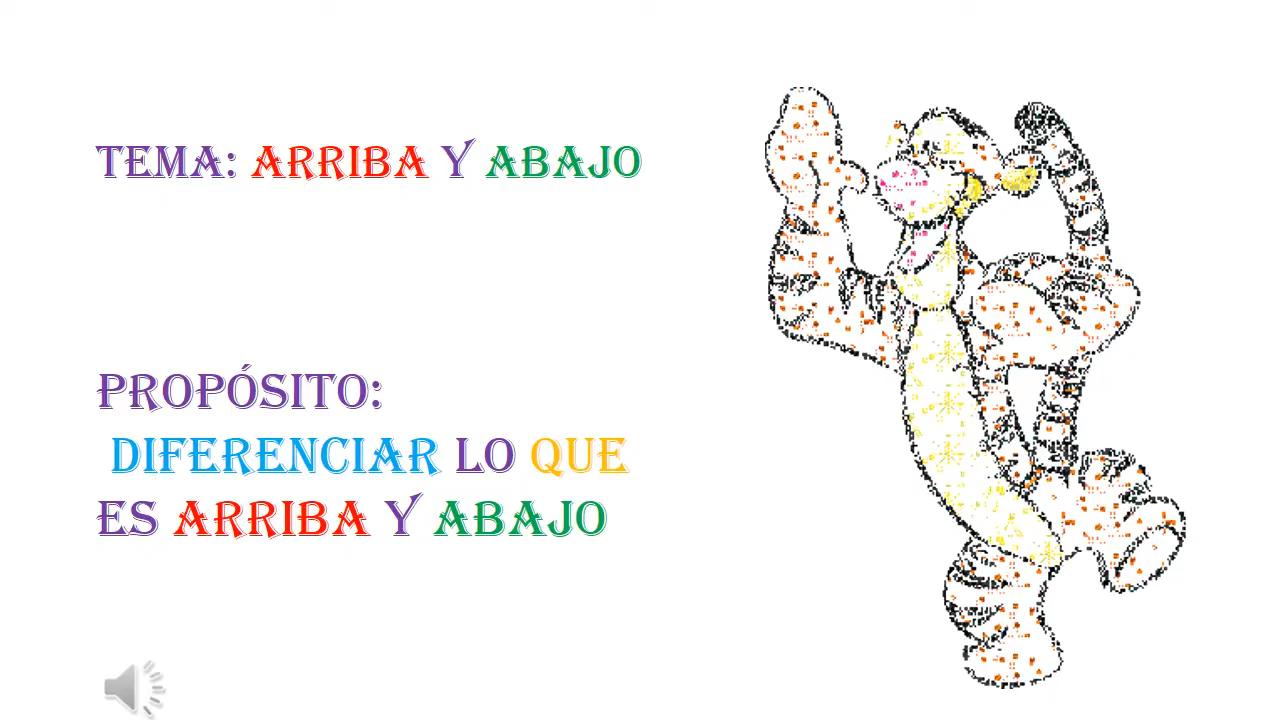 TEMA: ARRIBA Y ABAJO
PROPÓSITO:
DIFERENCIAR LO QUE
ES ARRIBA Y ABAJO